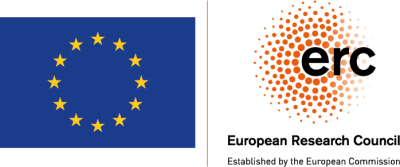 erc
European Research Council
Established by the European Commission